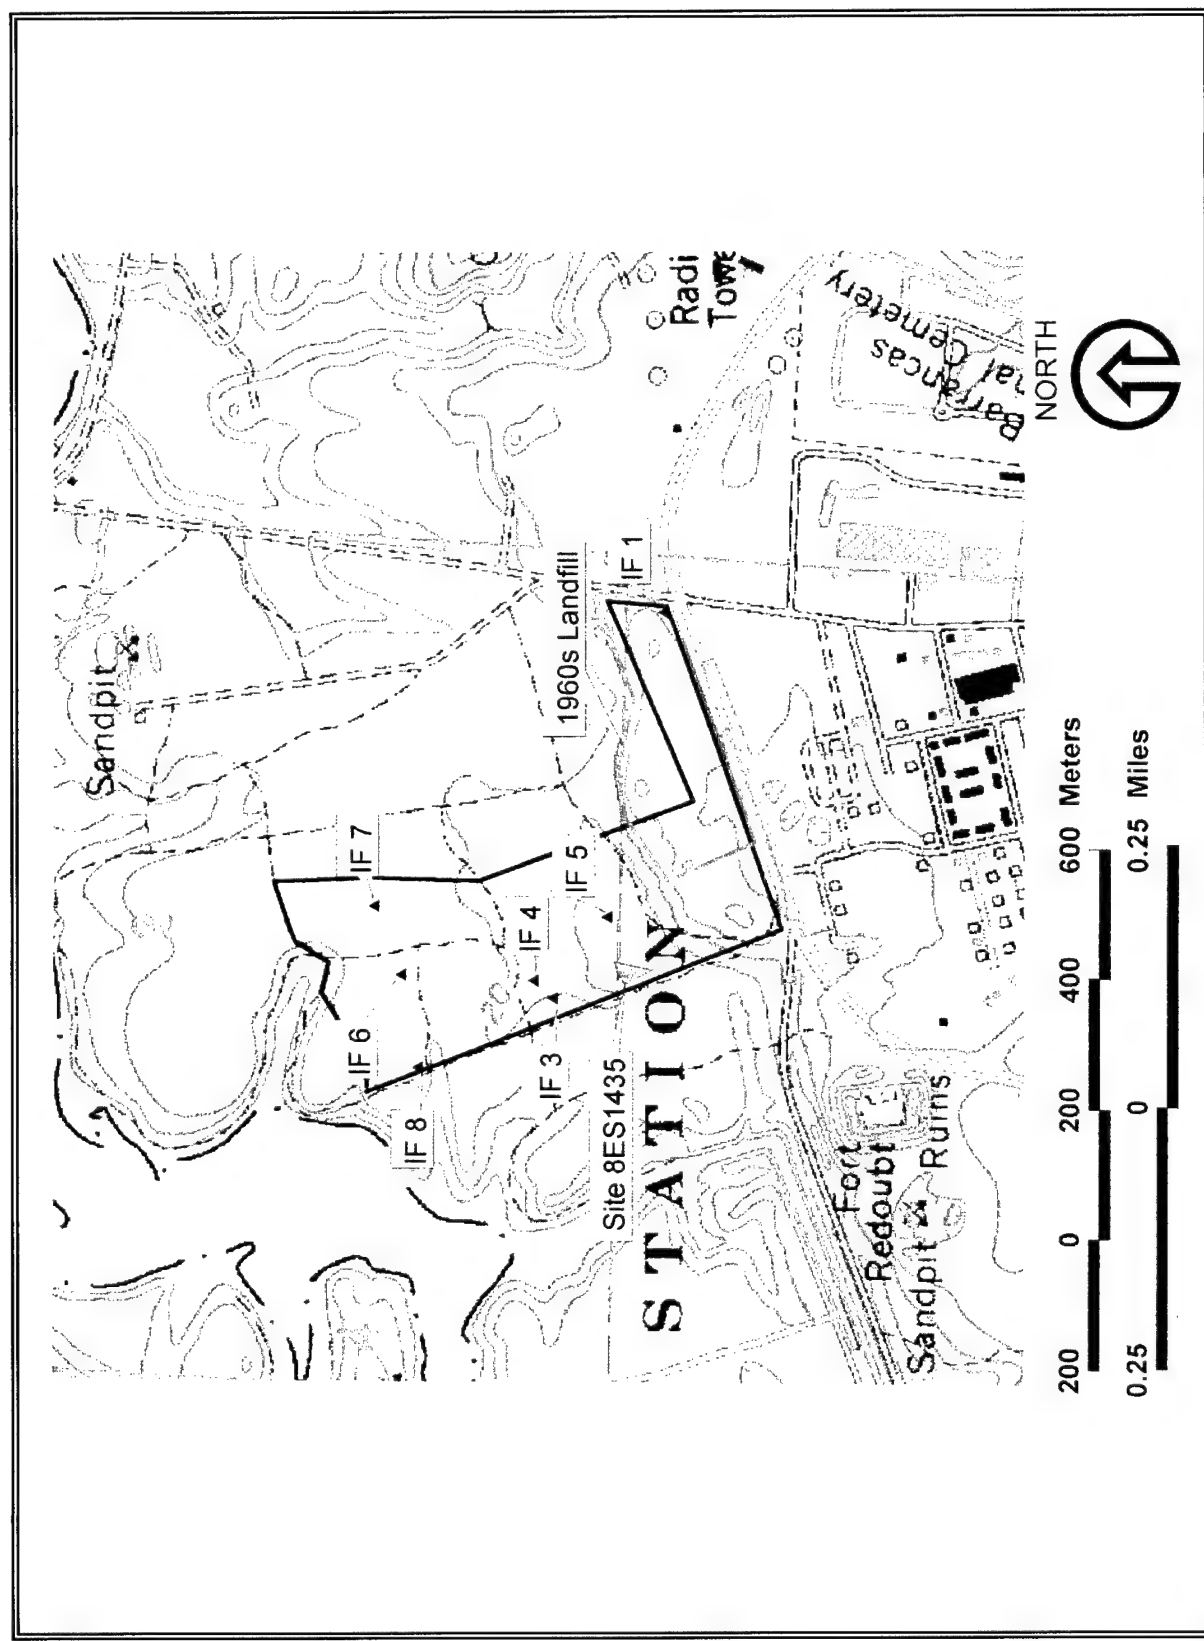 Sandpit
IF 7
IF 6
IF 8
IF 4
IF 3
IF 5
1960s Landfill
IF 1
Site 8ES1435
STATION
Radi
Towe
Fort
Redoubt
Sandpit
Ruins
Barrancas
nal Cemetery
NORTH
200 0 200 400 600 Meters
0.25 0 0.25 Miles